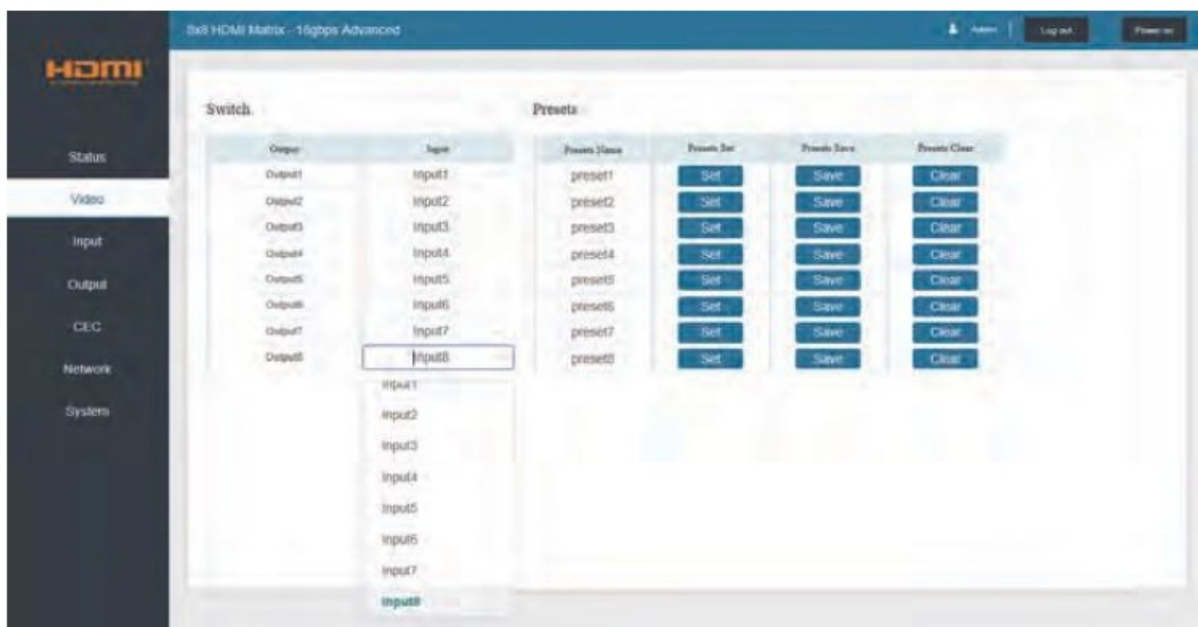 8x8 HDMI Matrix - 18gbps Advanced
Admin
Log out
Power on
HDMI
Status
Video
Input
Output
CEC
Network
System
Switch
Output Input
Output1 Input1
Output2 Input2
Output3 Input3
Output4 Input4
Output5 Input5
Output6 Input6
Output7 Input7
Output8 Input8
Input1
Input2
Input3
Input4
Input5
Input6
Input7
Input8
Presets
Presets Name Presets Set Presets Save Presets Clear
preset1 Set Save Clear
preset2 Set Save Clear
preset3 Set Save Clear
preset4 Set Save Clear
preset5 Set Save Clear
preset6 Set Save Clear
preset7 Set Save Clear
preset8 Set Save Clear